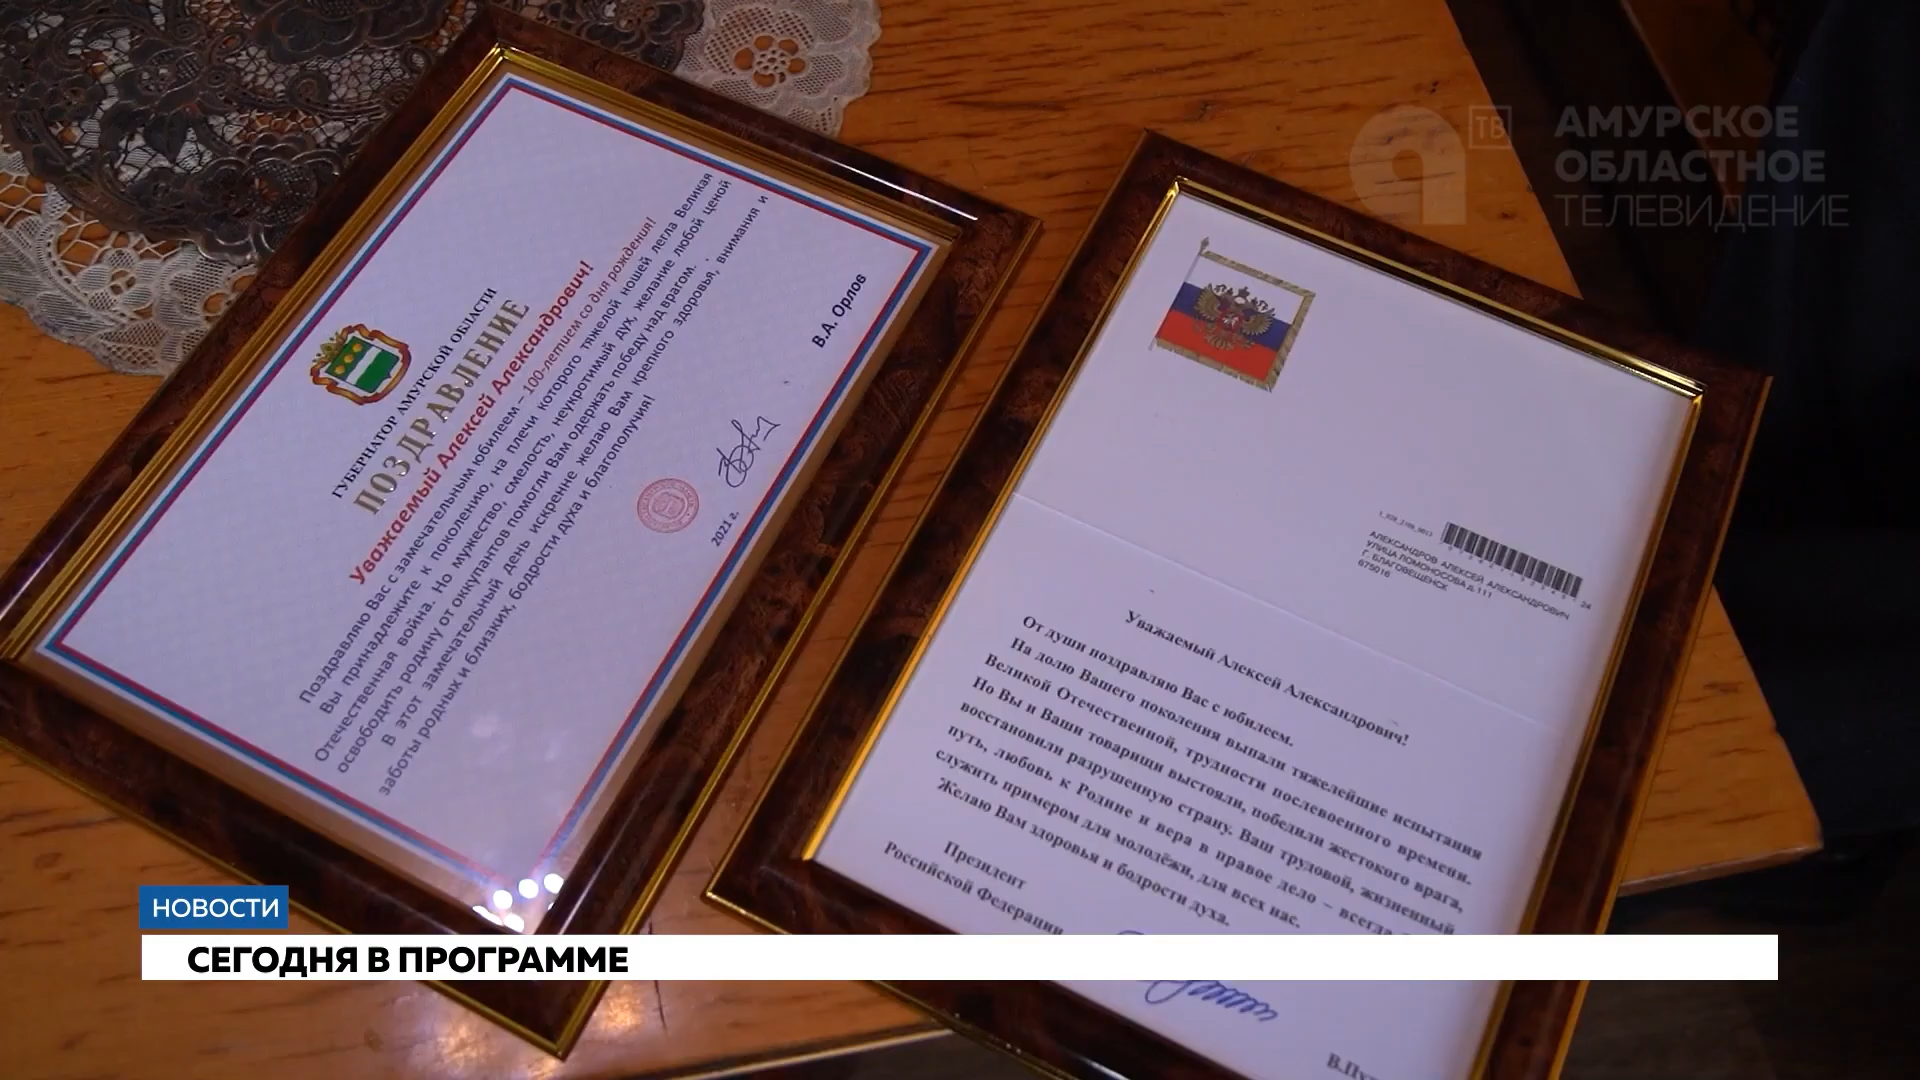 ГУБЕРНАТОР АМУРСКОЙ ОБЛАСТИ
ПОЗДРАВЛЕНИЕ
Уважаемый Алексей Александрович!
Поздравляю Вас с замечательным юбилеем – 100-летием со дня рождения!
Вы принадлежите к поколению, на плечи которого тяжелой ношей легла Великая
Отечественная война. Но мужество, смелость, неукротимый дух, желание любой ценой
освободить родину от оккупантов помогли Вам одержать победу над врагом.
В этот замечательный день искренне желаю Вам крепкого здоровья, внимания и
заботы родных и близких, бодрости духа и благополучия!
2021 г.
В.А. Орлов
АЛЕКСАНДРОВ АЛЕКСЕЙ АЛЕКСАНДРОВИЧ
УЛИЦА ЛОМОНОСОВА д.111
Г. БЛАГОВЕЩЕНСК
675016
Уважаемый Алексей Александрович!
От души поздравляю Вас с юбилеем.
На долю Вашего поколения выпали тяжелейшие испытания
Великой Отечественной, трудности послевоенного времени.
Но Вы и Ваши товарищи выстояли, победили жестокого врага,
восстановили разрушенную страну. Ваш трудовой, жизненный
путь, любовь к Родине и вера в правое дело – всегда
служить примером для молодёжи, для всех нас.
Желаю Вам здоровья и бодрости духа.
Президент
Российской Федерации
В.Пу
ТВ
АМУРСКОЕ
ОБЛАСТНОЕ
ТЕЛЕВИДЕНИЕ
НОВОСТИ
СЕГОДНЯ В ПРОГРАММЕ